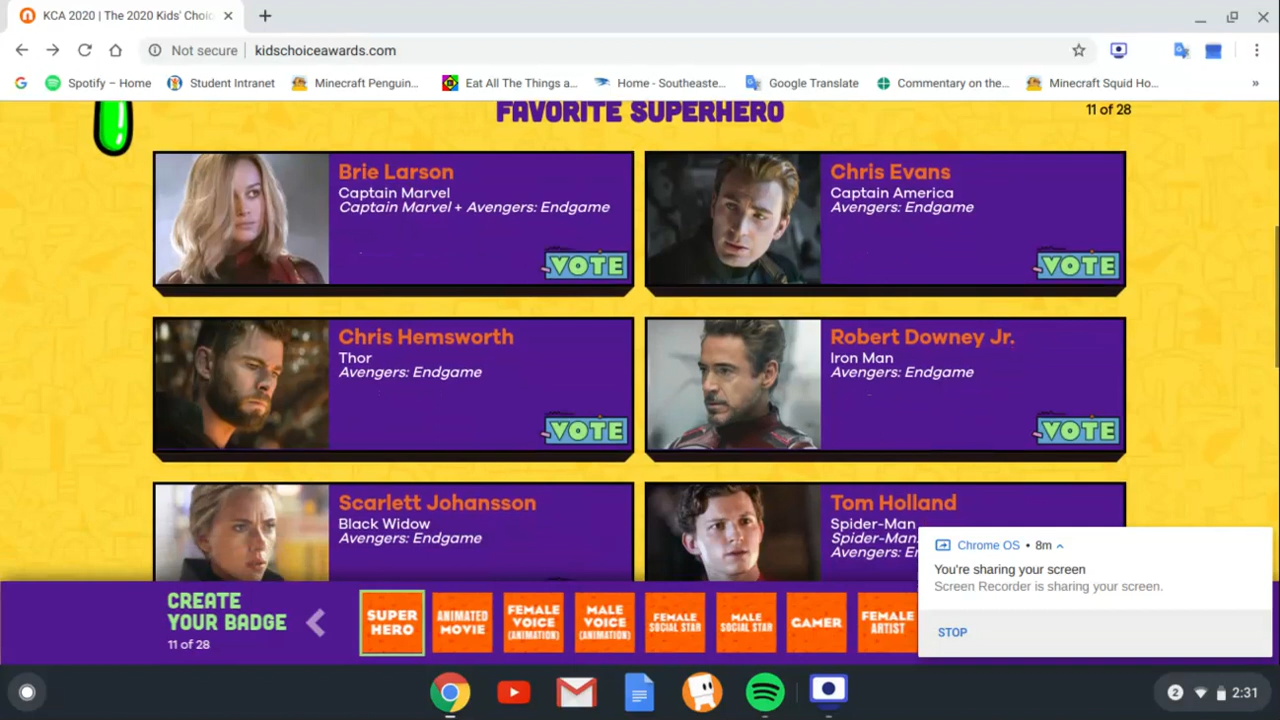 KCA 2020 | The 2020 Kids' Choic
Not secure
kidschoiceawards.com
Spotify – Home
Student Intranet
Minecraft Penguin...
Eat All The Things a...
Home - Southeaste...
Google Translate
Commentary on the...
Minecraft Squid Ho...
»
FAVORITE SUPERHERO
11 of 28
Brie Larson
Captain Marvel
Captain Marvel + Avengers: Endgame
VOTE
Chris Evans
Captain America
Avengers: Endgame
VOTE
Chris Hemsworth
Thor
Avengers: Endgame
VOTE
Robert Downey Jr.
Iron Man
Avengers: Endgame
VOTE
Scarlett Johansson
Black Widow
Avengers: Endgame
Tom Holland
Spider-Man
Spider-Man
Avengers: E
Chrome OS • 8m
You're sharing your screen
Screen Recorder is sharing your screen.
STOP
CREATE
YOUR BADGE
11 of 28
SUPER
HERO
ANIMATED
MOVIE
FEMALE
VOICE
(ANIMATION)
MALE
VOICE
(ANIMATION)
FEMALE
SOCIAL STAR
MALE
SOCIAL STAR
GAMER
FEMALE
ARTIST
2
2:31